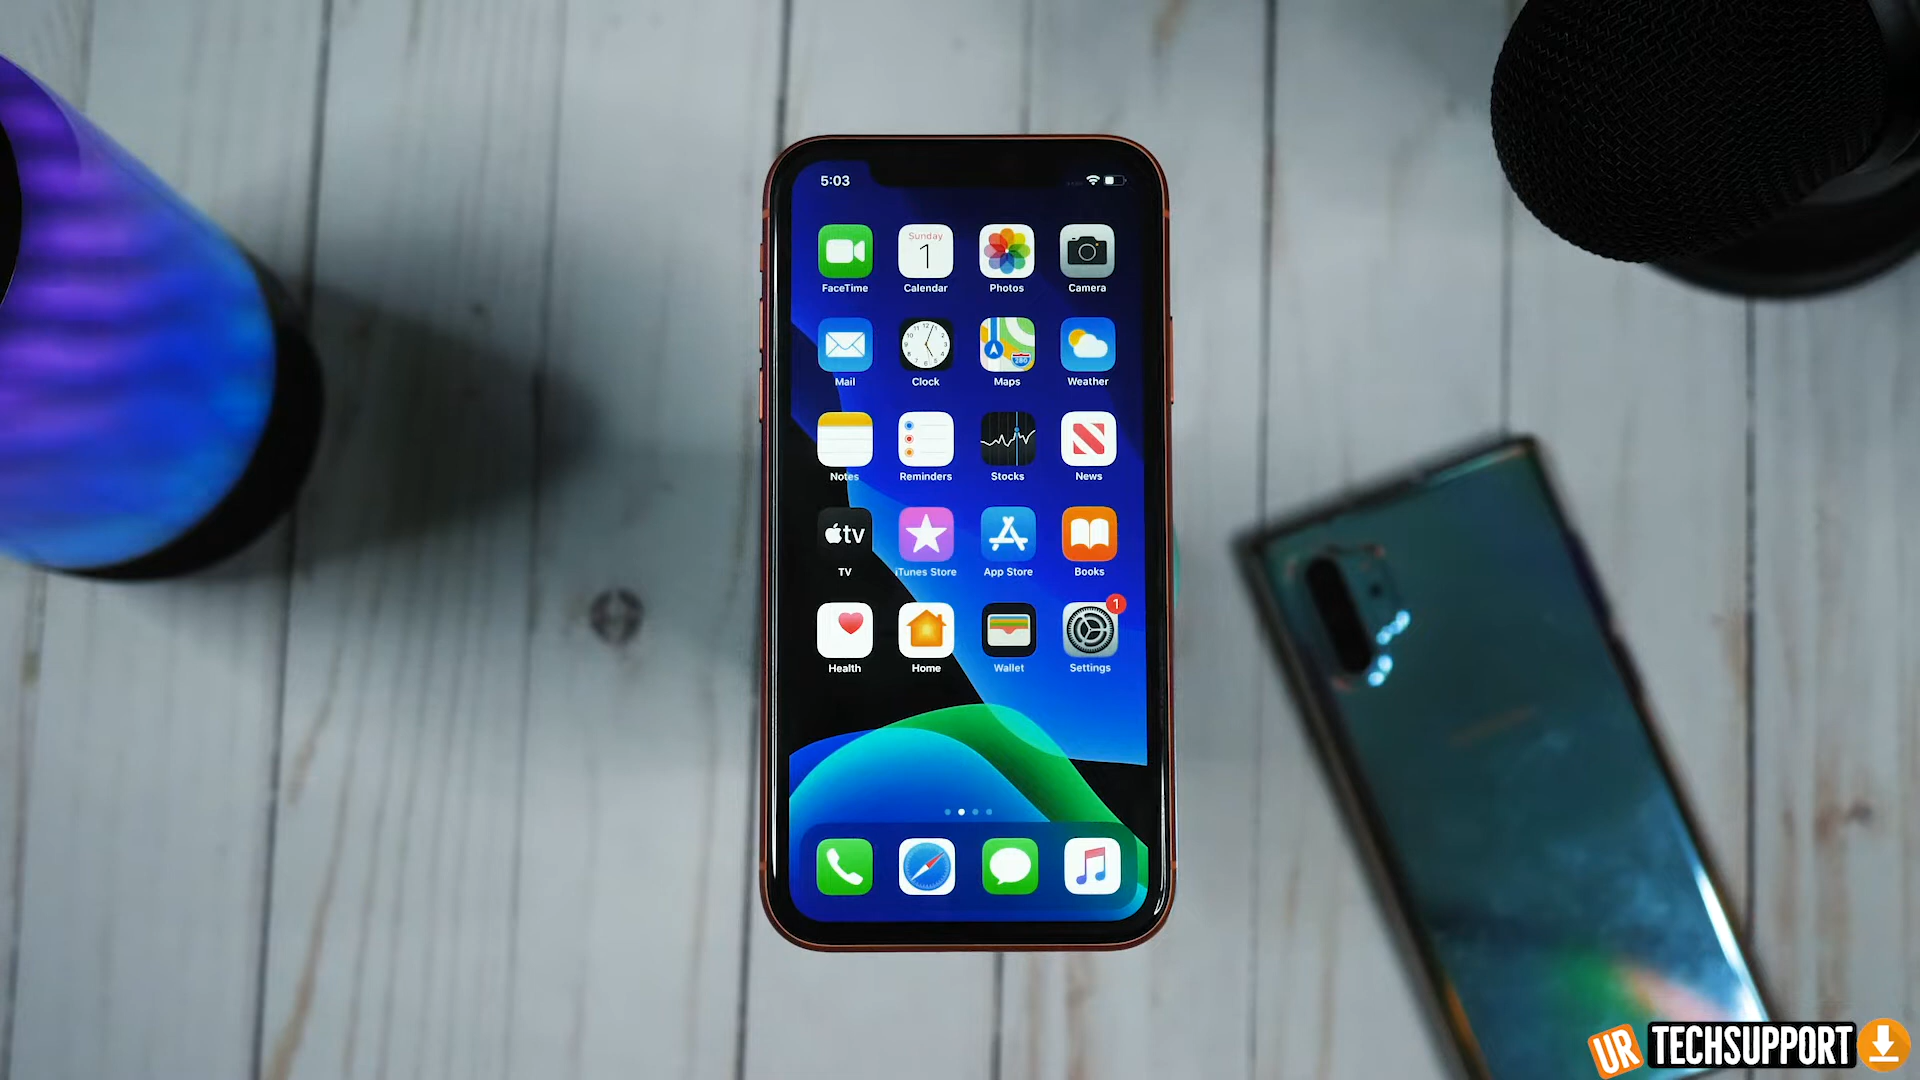 5:03
Sunday
1
FaceTime
Calendar
Photos
Camera
280
Mail
Clock
Maps
Weather
Notes
Reminders
Stocks
News
tv
TV
iTunes Store
App Store
Books
1
Health
Home
Wallet
Settings
UR TECHSUPPORT